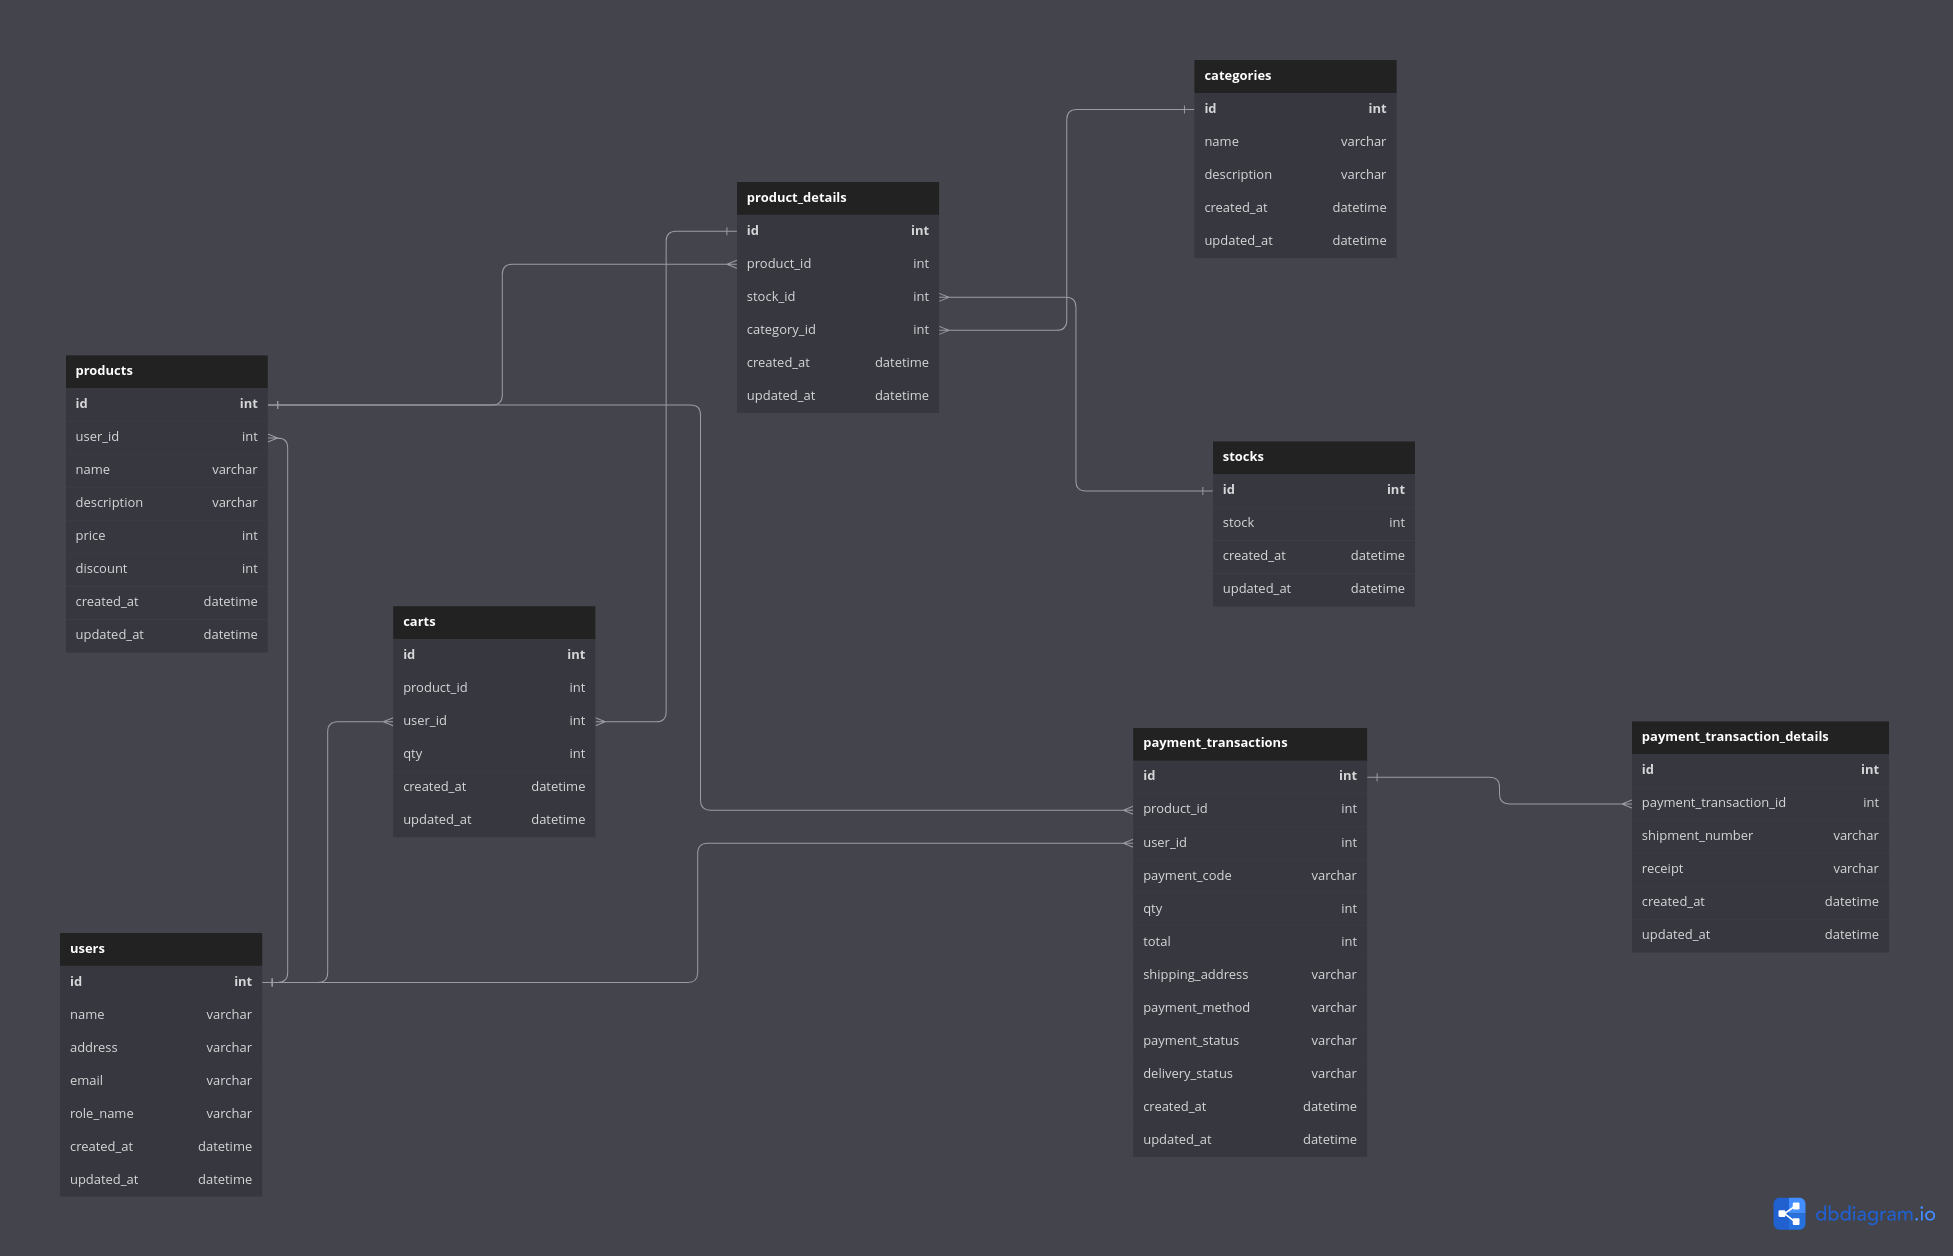 categories
id int
name varchar
description varchar
created_at datetime
updated_at datetime
product_details
id int
product_id int
stock_id int
category_id int
created_at datetime
updated_at datetime
products
id int
user_id int
name varchar
description varchar
price int
discount int
created_at datetime
updated_at datetime
stocks
id int
stock int
created_at datetime
updated_at datetime
carts
id int
product_id int
user_id int
qty int
created_at datetime
updated_at datetime
payment_transactions
id int
product_id int
user_id int
payment_code varchar
qty int
total int
shipping_address varchar
payment_method varchar
payment_status varchar
delivery_status varchar
created_at datetime
updated_at datetime
payment_transaction_details
id int
payment_transaction_id int
shipment_number varchar
receipt varchar
created_at datetime
updated_at datetime
users
id int
name varchar
address varchar
email varchar
role_name varchar
created_at datetime
updated_at datetime
dbdiagram.io